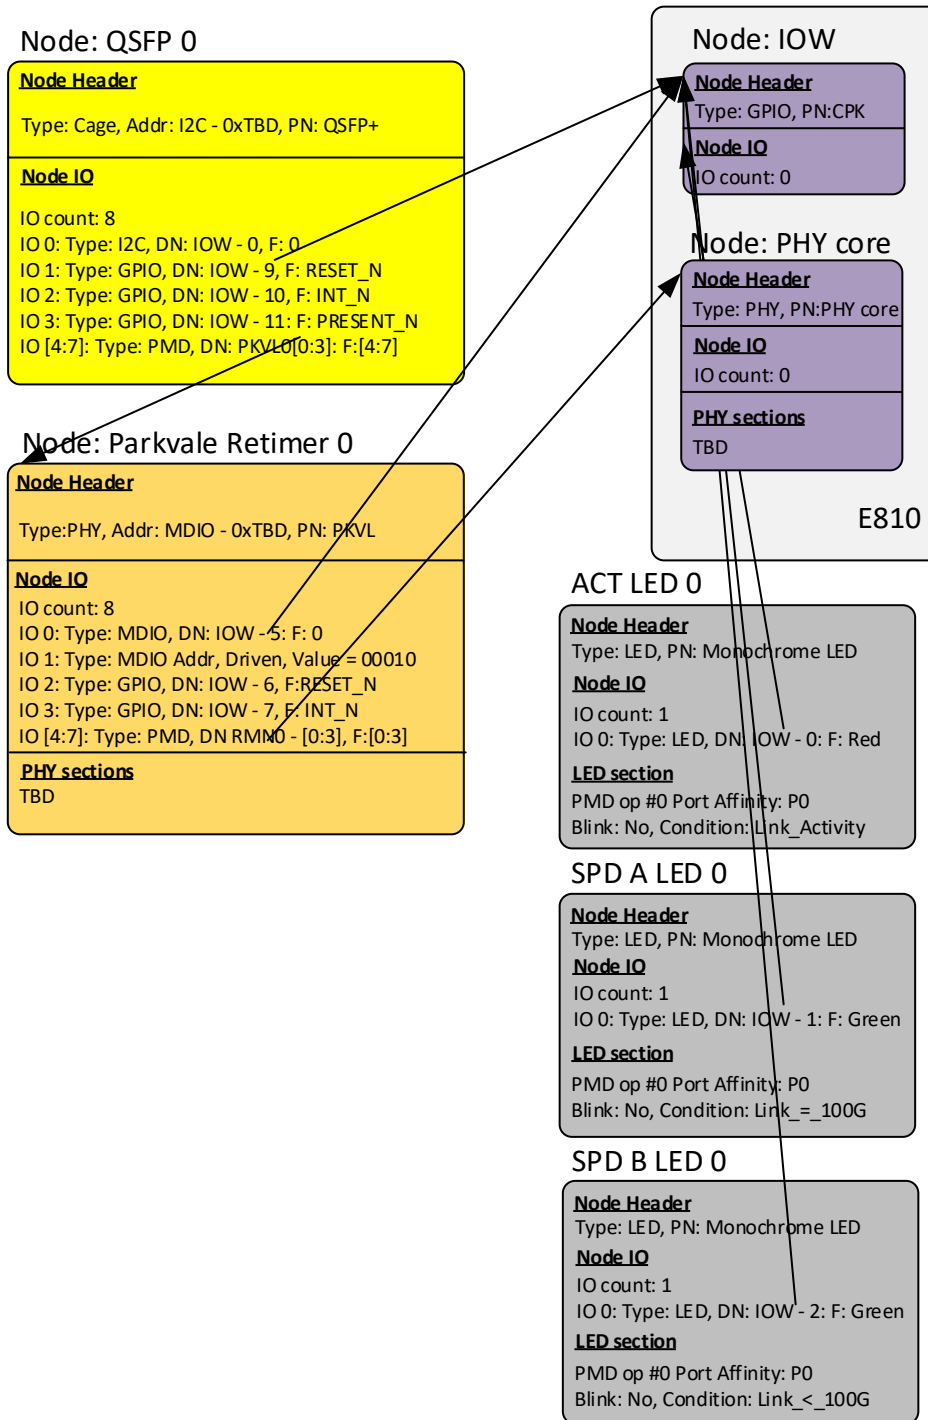 Node: QSFP 0
Node Header
Type: Cage, Addr: I2C - 0xTBD, PN: QSFP+
Node IO
IO count: 8
IO 0: Type: I2C, DN: IOW - 0, F: 0
IO 1: Type: GPIO, DN: IOW - 9, F: RESET_N
IO 2: Type: GPIO, DN: IOW - 10, F: INT_N
IO 3: Type: GPIO, DN: IOW - 11: F: PRESENT_N
IO [4:7]: Type: PMD, DN: PKVL0[0:3]: F:[4:7]
Node: Parkvale Retimer 0
Node Header
Type:PHY, Addr: MDIO - 0xTBD, PN: PKVL
Node IO
IO count: 8
IO 0: Type: MDIO, DN: IOW - 5: F: 0
IO 1: Type: MDIO Addr, Driven, Value = 00010
IO 2: Type: GPIO, DN: IOW - 6, F:RESET_N
IO 3: Type: GPIO, DN: IOW - 7, F: INT_N
IO [4:7]: Type: PMD, DN RMN0 - [0:3], F:[0:3]
PHY sections
TBD
Node: IOW
Node Header
Type: GPIO, PN:CPK
Node IO
IO count: 0
Node: PHY core
Node Header
Type: PHY, PN:PHY core
Node IO
IO count: 0
PHY sections
TBD
E810
ACT LED 0
Node Header
Type: LED, PN: Monochrome LED
Node IO
IO count: 1
IO 0: Type: LED, DN: IOW - 0: F: Red
LED section
PMD op #0 Port Affinity: P0
Blink: No, Condition: Link_Activity
SPD A LED 0
Node Header
Type: LED, PN: Monochrome LED
Node IO
IO count: 1
IO 0: Type: LED, DN: IOW - 1: F: Green
LED section
PMD op #0 Port Affinity: P0
Blink: No, Condition: Link_=_100G
SPD B LED 0
Node Header
Type: LED, PN: Monochrome LED
Node IO
IO count: 1
IO 0: Type: LED, DN: IOW - 2: F: Green
LED section
PMD op #0 Port Affinity: P0
Blink: No, Condition: Link_<_100G